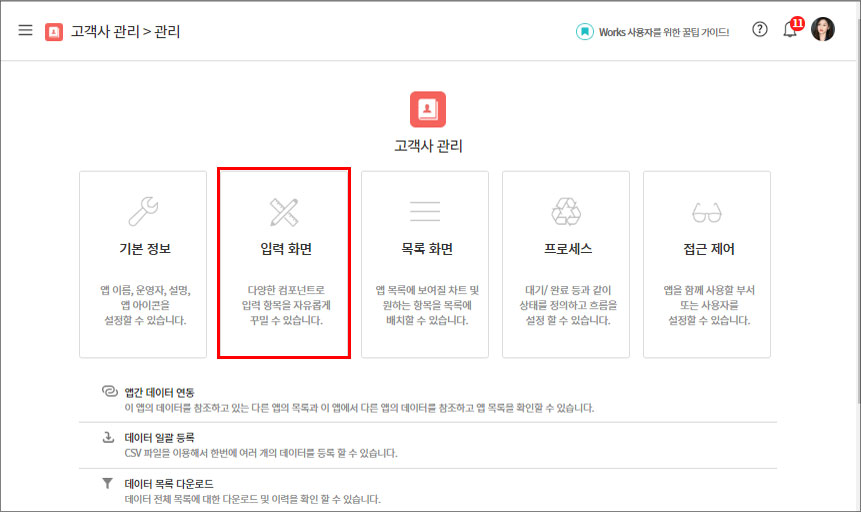 고객사 관리 > 관리
Works 사용자를 위한 꿀팁 가이드!
11
고객사 관리
기본 정보
앱 이름, 운영자, 설명,
앱 아이콘을
설정할 수 있습니다.
입력 화면
다양한 컴포넌트로
입력 항목을 자유롭게
꾸밀 수 있습니다.
목록 화면
앱 목록에 보여질 차트 및
원하는 항목을 목록에
배치할 수 있습니다.
프로세스
대기/ 완료 등과 같이
상태를 정의하고 흐름을
설정 할 수 있습니다.
접근 제어
앱을 함께 사용할 부서
또는 사용자를
설정할 수 있습니다.
앱간 데이터 연동
이 앱의 데이터를 참조하고 있는 다른 앱의 목록과 이 앱에서 다른 앱의 데이터를 참조하고 앱 목록을 확인할 수 있습니다.
데이터 일괄 등록
CSV 파일을 이용해서 한번에 여러 개의 데이터를 등록 할 수 있습니다.
데이터 목록 다운로드
데이터 전체 목록에 대한 다운로드 및 이력을 확인 할 수 있습니다.